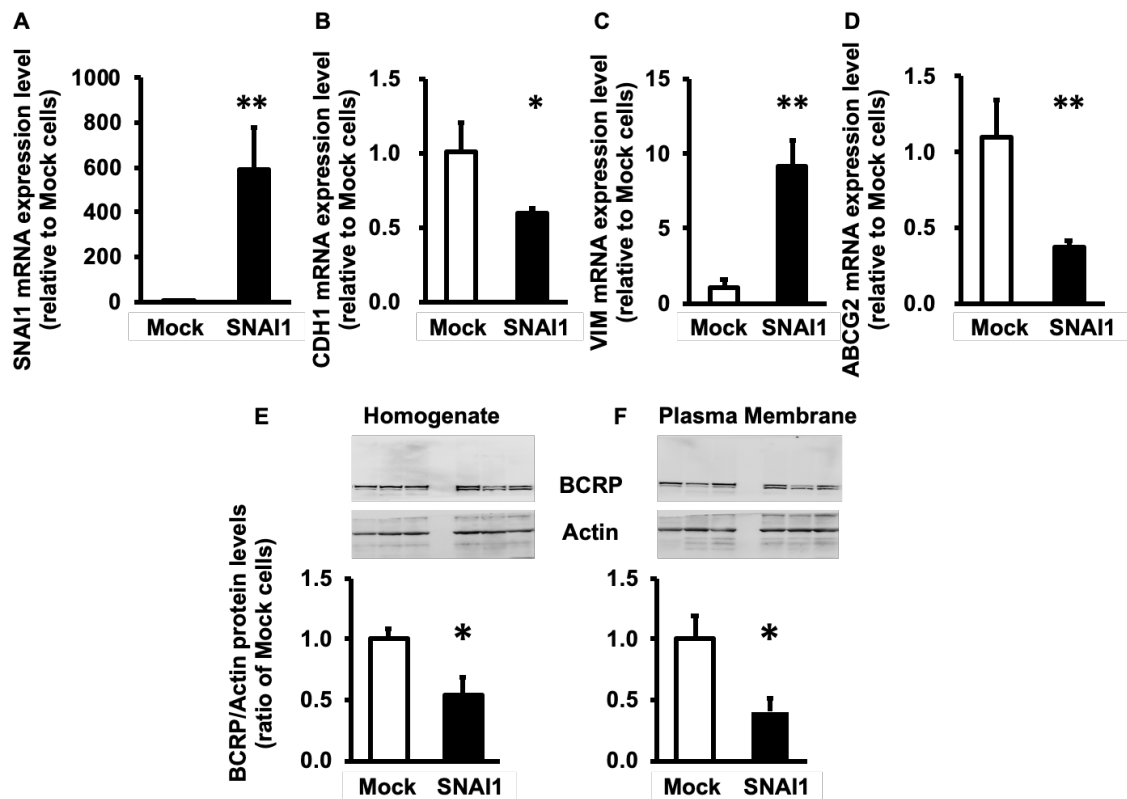 A
SNAI1 mRNA expression level
(relative to Mock cells)
1000
800
600
400
200
0
**
Mock SNAI1
B
CDH1 mRNA expression level
(relative to Mock cells)
1.5
1.0
0.5
0.0
*
Mock SNAI1
C
VIM mRNA expression level
(relative to Mock cells)
15
10
5
0
**
Mock SNAI1
D
ABCG2 mRNA expression level
(relative to Mock cells)
1.5
1.0
0.5
0.0
**
Mock SNAI1
E
Homogenate
F
Plasma Membrane
BCRP
Actin
BCRP/Actin protein levels
(ratio of Mock cells)
1.5
1.0
0.5
0.0
*
Mock SNAI1
1.5
1.0
0.5
0.0
*
Mock SNAI1